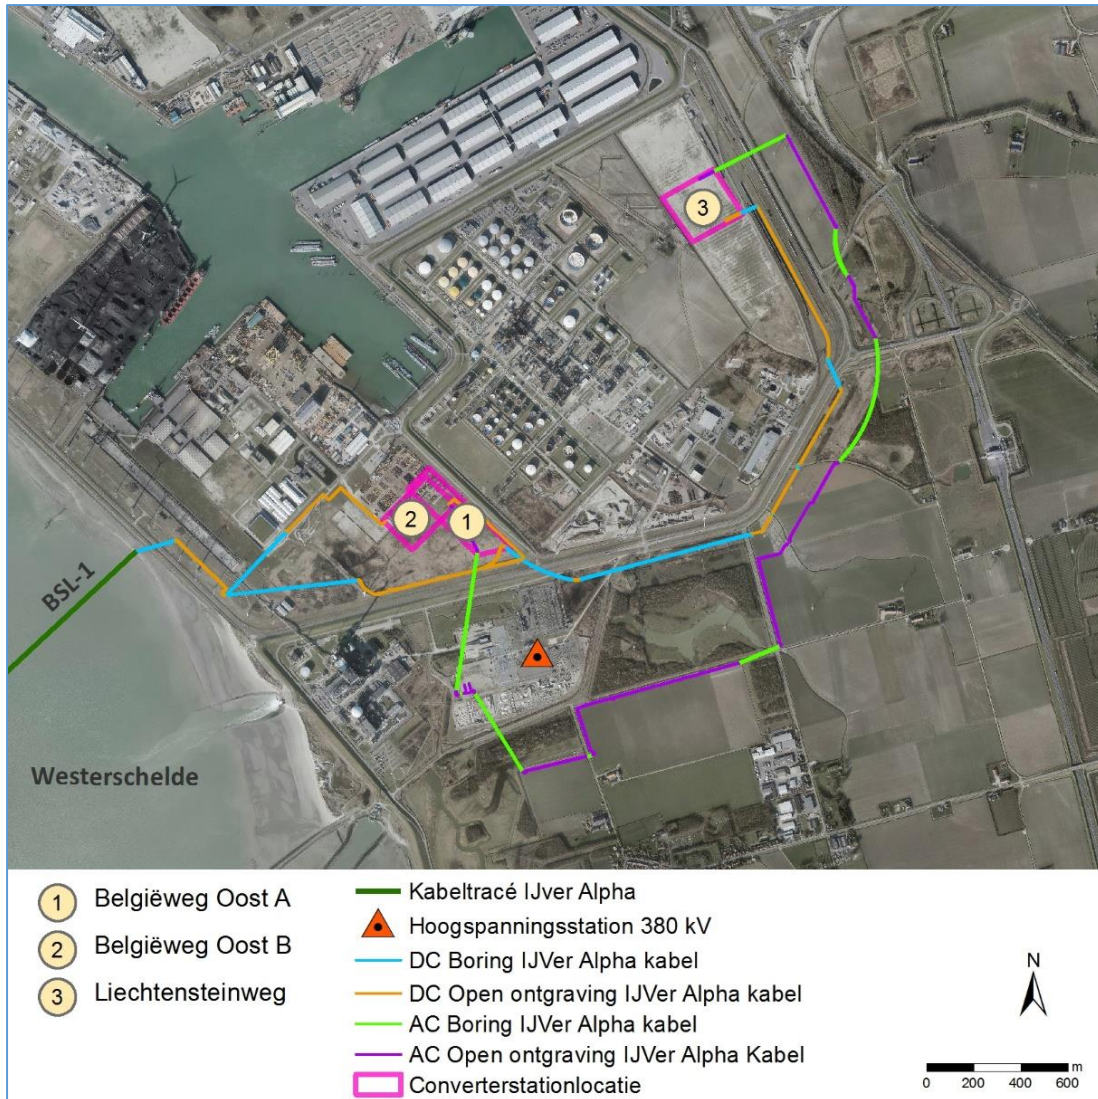 3
2
1
BSL-1
Westerschelde
1 Belgiëweg Oost A
2 Belgiëweg Oost B
3 Liechtensteinweg
Kabeltracé IJver Alpha
Hoogspanningsstation 380 kV
DC Boring IJVer Alpha kabel
DC Open ontgraving IJVer Alpha kabel
AC Boring IJVer Alpha kabel
AC Open ontgraving IJVer Alpha Kabel
Converterstationlocatie
N
m
0 200 400 600